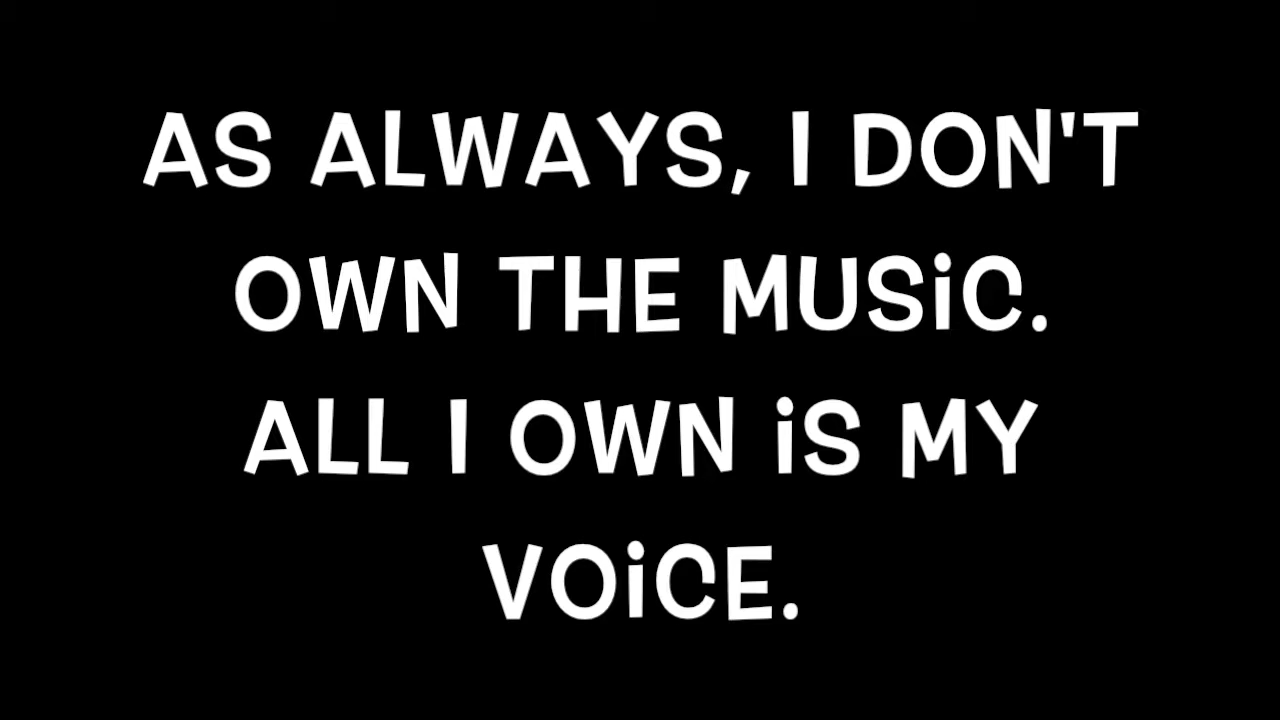 AS ALWAYS, I DON'T
OWN THE MUSiC.
ALL I OWN iS MY
VOiCE.